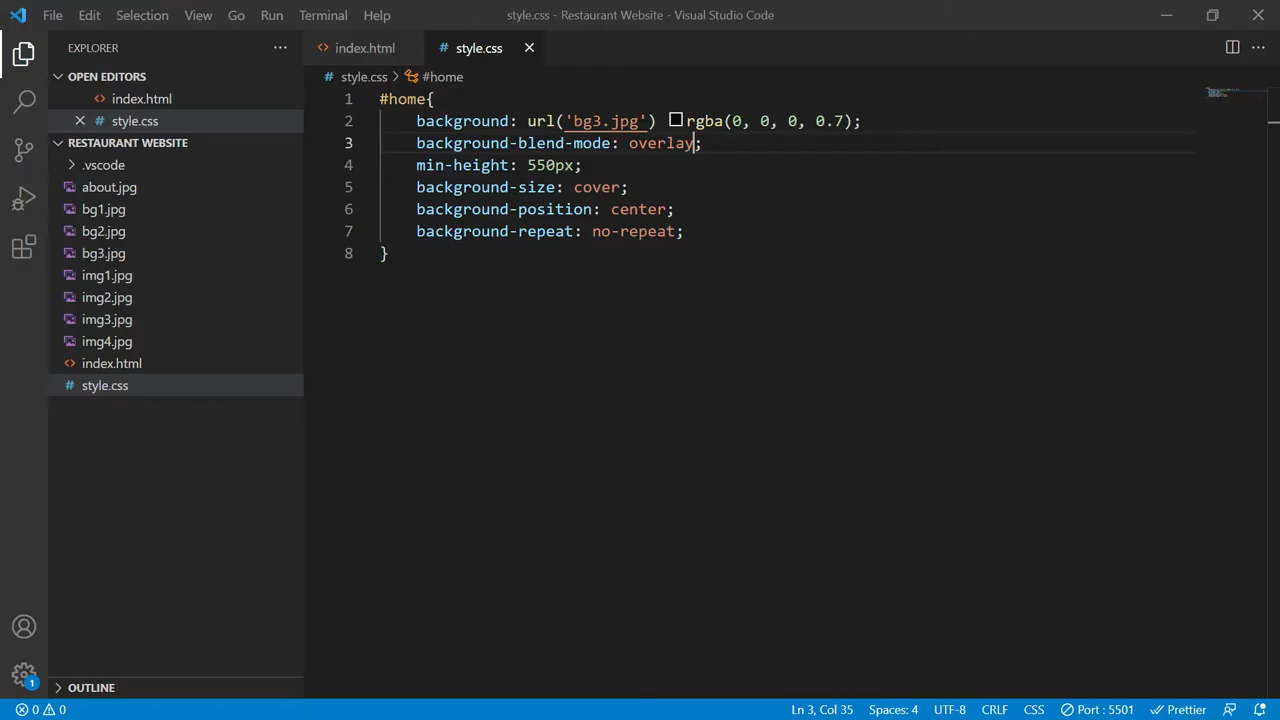 File Edit Selection View Go Run Terminal Help style.css - Restaurant Website - Visual Studio Code
EXPLORER
index.html
# style.css
OPEN EDITORS
index.html
# style.css
RESTAURANT WEBSITE
.vscode
about.jpg
bg1.jpg
bg2.jpg
bg3.jpg
img1.jpg
img2.jpg
img3.jpg
img4.jpg
index.html
# style.css
OUTLINE
# style.css > #home
1 #home{
2 background: url('bg3.jpg') rgba(0, 0, 0, 0.7);
3 background-blend-mode: overlay;
4 min-height: 550px;
5 background-size: cover;
6 background-position: center;
7 background-repeat: no-repeat;
8 }
1
0 0 Ln 3, Col 35 Spaces: 4 UTF-8 CRLF CSS Port : 5501 Prettier